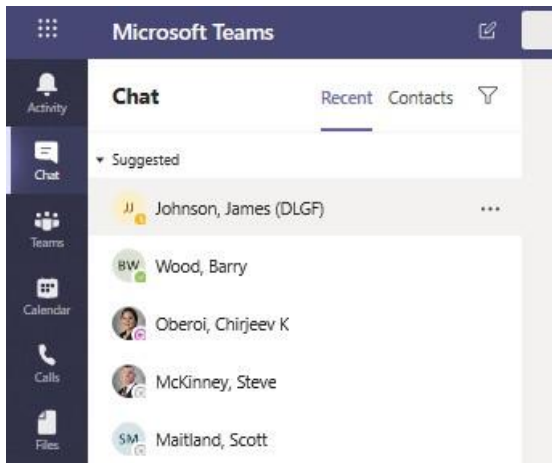 Microsoft Teams
Activity
Chat
Teams
Calendar
Calls
Files
Chat Recent Contacts
Suggested
JJ Johnson, James (DLGF)
BW Wood, Barry
Oberoi, Chirjeev K
McKinney, Steve
SM Maitland, Scott